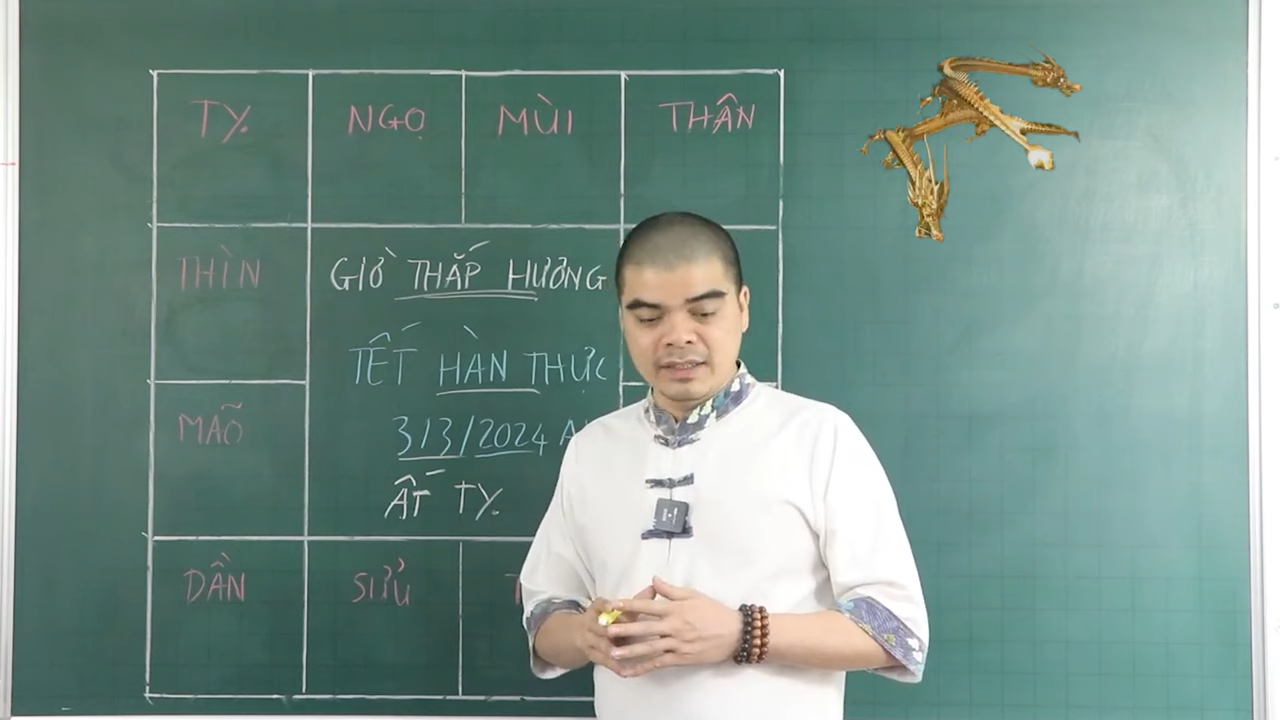 TỴ
NGỌ
MÙI
THÂN
THÌN
GIỜ THẮP HƯƠNG
TẾT HÀN THỰC
MÃO
3/3/2024
ẤT TỴ
DẦN
SỬU